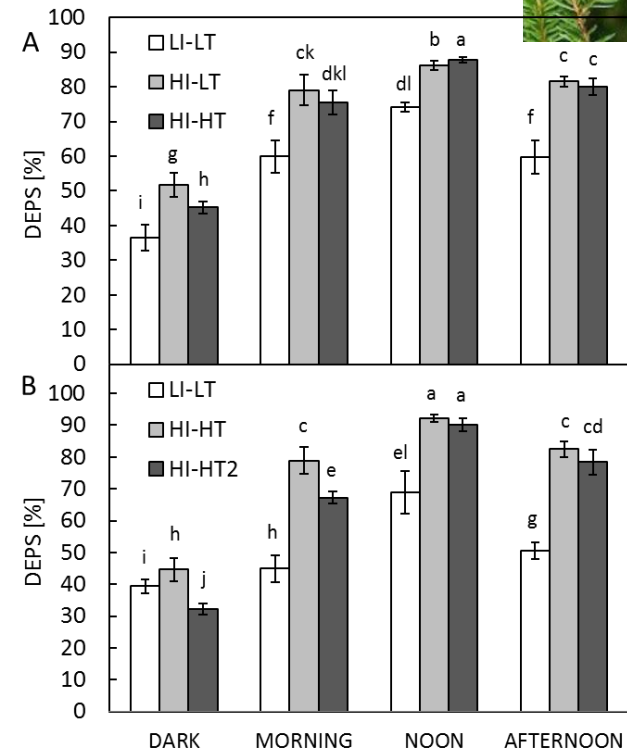 A
100
90
80
70
60
50
40
30
20
10
0
DEPS [%]
LI-LT
HI-LT
HI-HT
i g h
f ck dkl
dl b a
f c c
B
100
90
80
70
60
50
40
30
20
10
0
DEPS [%]
LI-LT
HI-HT
HI-HT2
i h j
h c e
el a a
g c cd
DARK MORNING NOON AFTERNOON